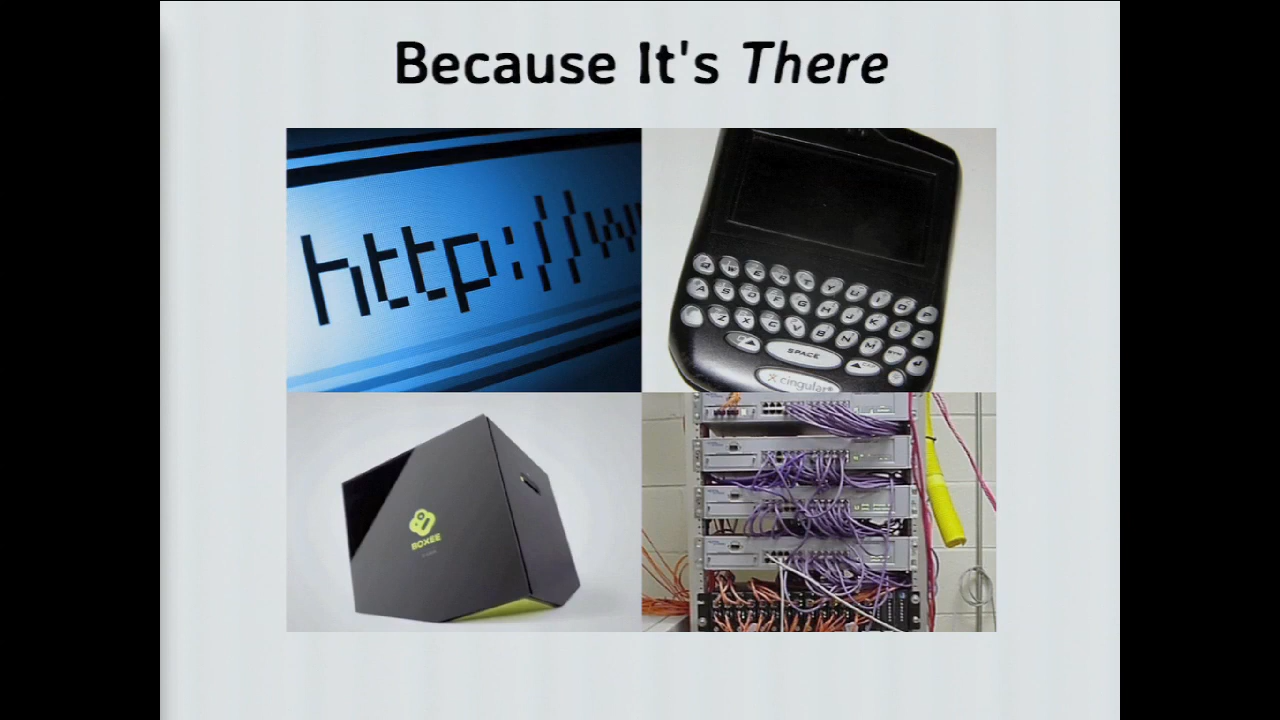 Because It's There
http://w
Q W E R T Y U I O P
A S D F G H J K L
Z X C V B N M
SPACE
cingular
BOXEE